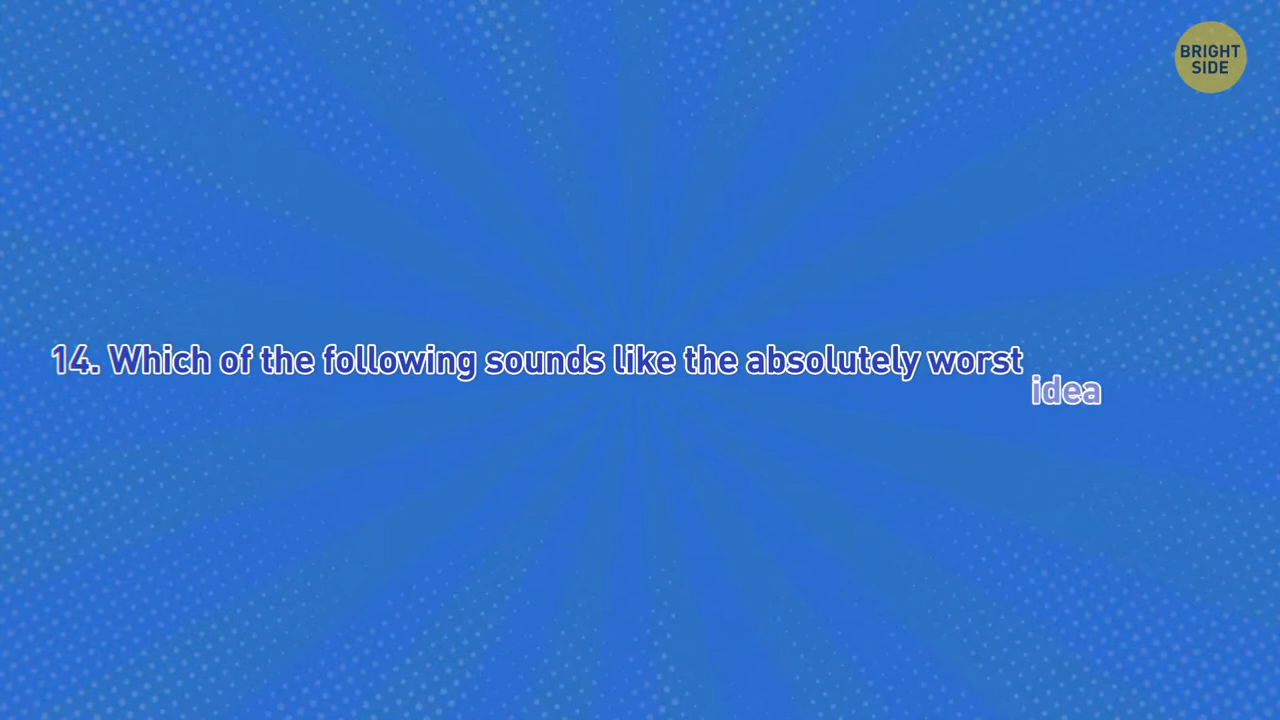 BRIGHT
SIDE
14. Which of the following sounds like the absolutely worst
idea